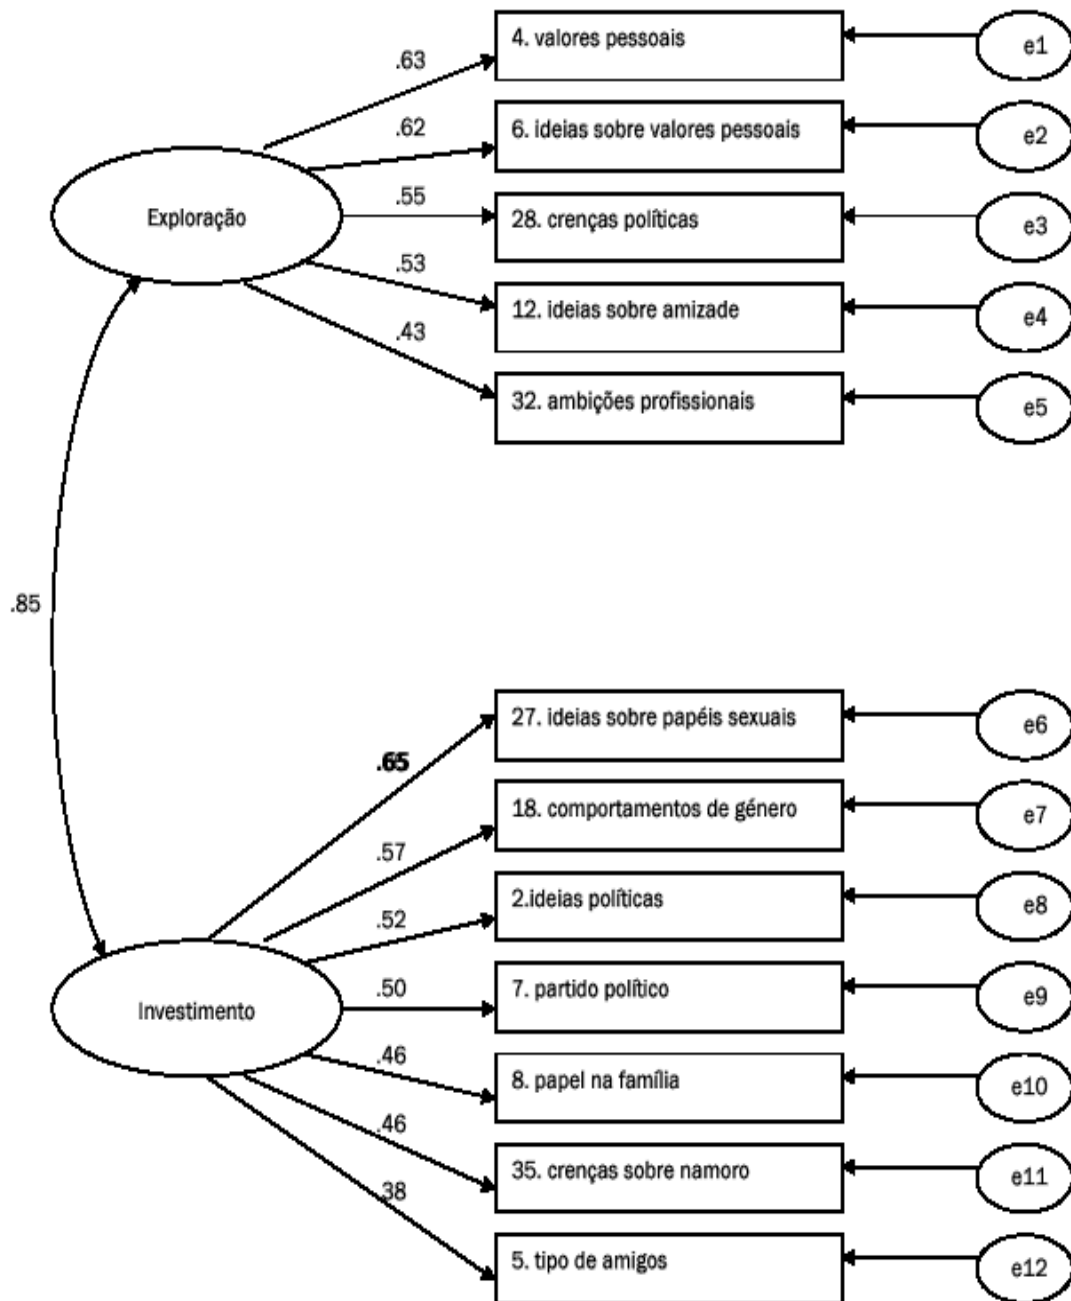 4. valores pessoais
e1
.63
.62
6. ideias sobre valores pessoais
e2
Exploração
.55
28. crenças políticas
e3
.53
12. ideias sobre amizade
e4
.43
32. ambições profissionais
e5
.85
27. ideias sobre papéis sexuais
e6
.65
18. comportamentos de género
e7
.57
2.ideias políticas
e8
.52
Investimento
.50
7. partido político
e9
.46
8. papel na família
e10
.46
35. crenças sobre namoro
e11
.38
5. tipo de amigos
e12